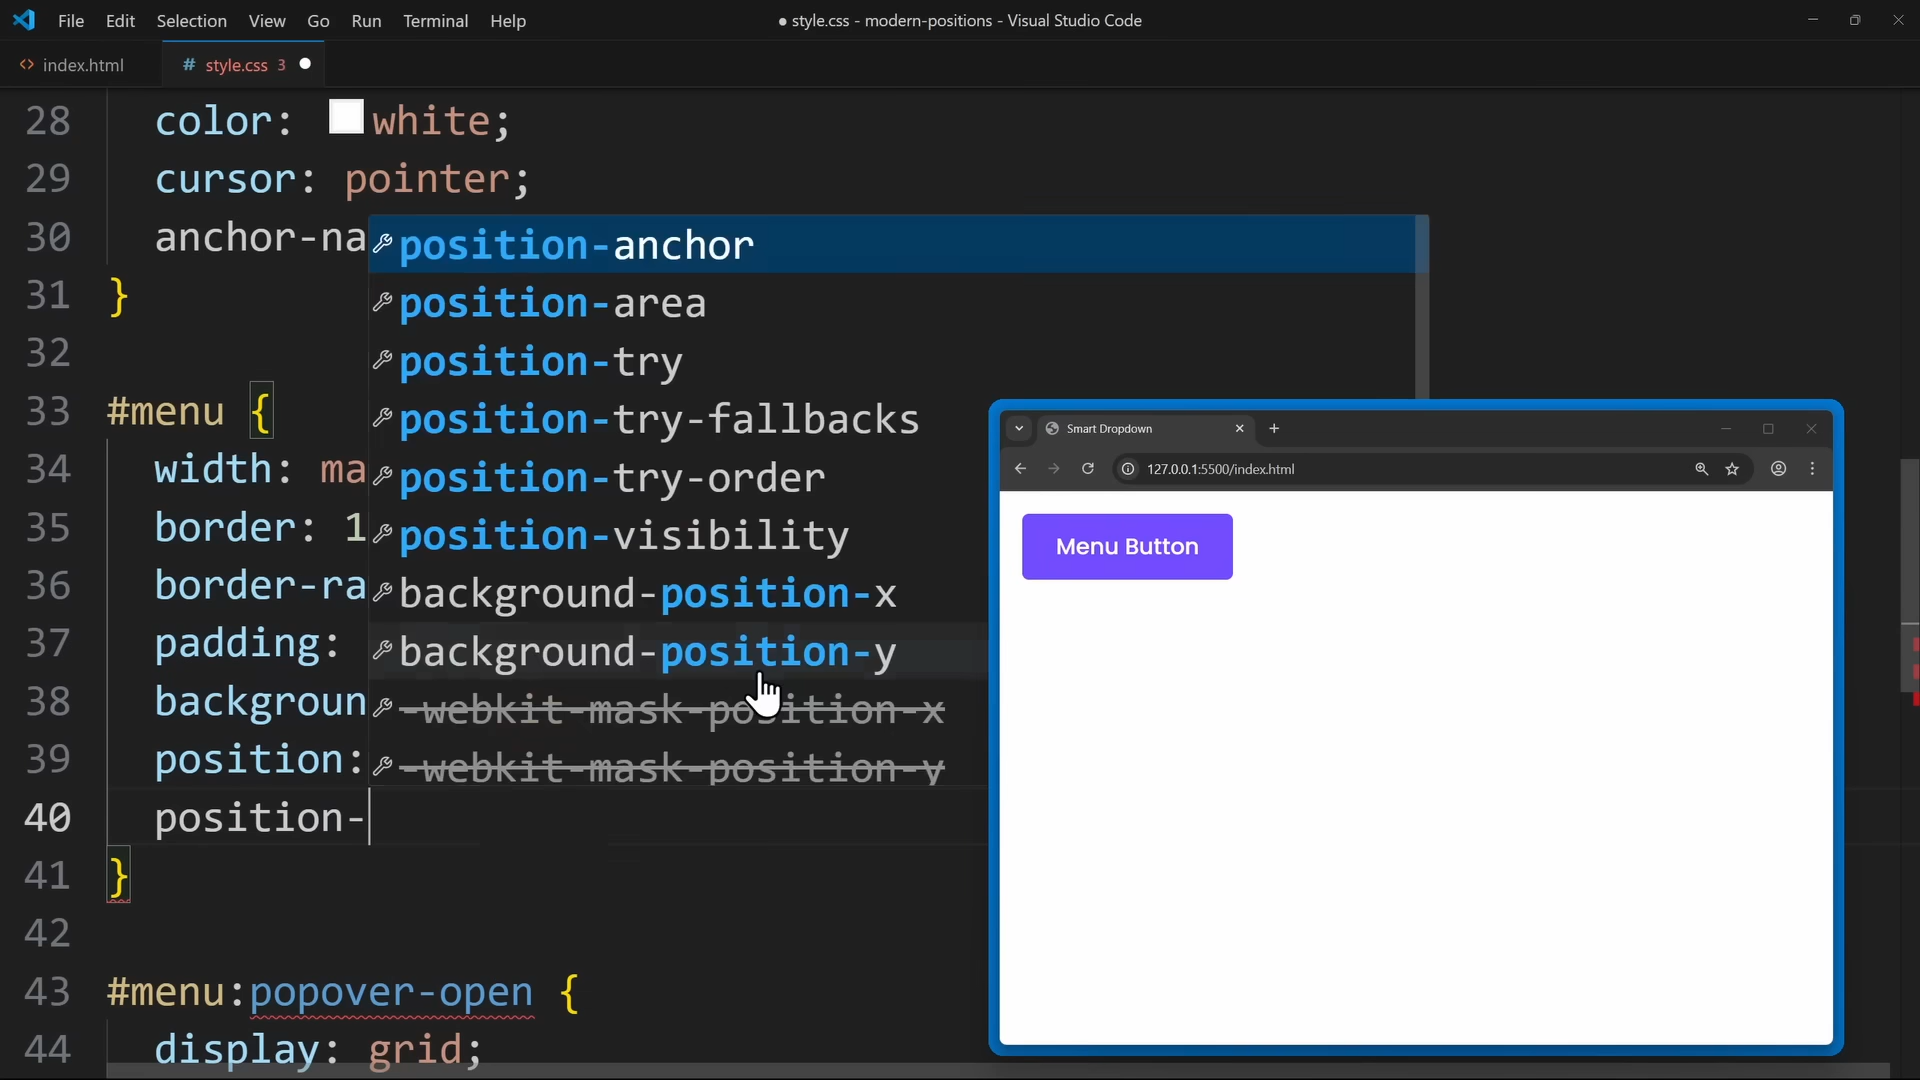 File Edit Selection View Go Run Terminal Help
● style.css - modern-positions - Visual Studio Code
<> index.html
# style.css 3 ●
28 color: white;
29 cursor: pointer;
30 anchor-na
31 }
32
33 #menu {
34 width: ma
35 border: 1
36 border-ra
37 padding:
38 backgroun
39 position:
40 position-
41 }
42
43 #menu:popover-open {
44 display: grid;
position-anchor
position-area
position-try
position-try-fallbacks
position-try-order
position-visibility
background-position-x
background-position-y
-webkit-mask-position-x
-webkit-mask-position-y
Smart Dropdown
127.0.0.1:5500/index.html
Menu Button